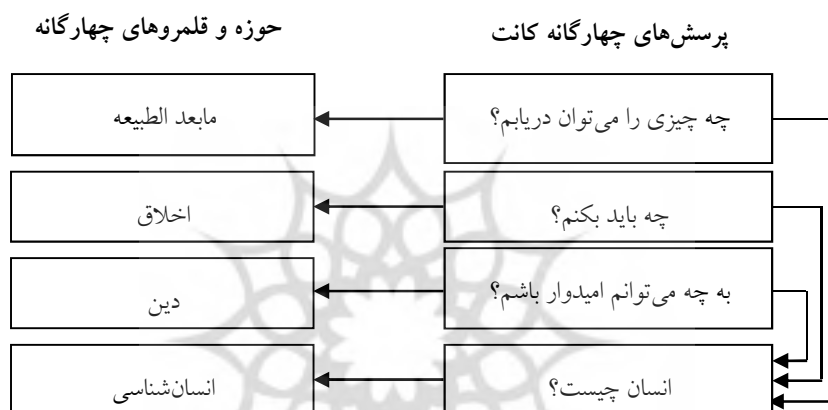 پرسش‌های چهارگانه کانت
حوزه و قلمروهای چهارگانه
چه چیزی را می‌توان دریابم؟
مابعد الطبیعه
چه باید بکنم؟
اخلاق
به چه می‌توانم امیدوار باشم؟
دین
انسان چیست؟
انسان‌شناسی